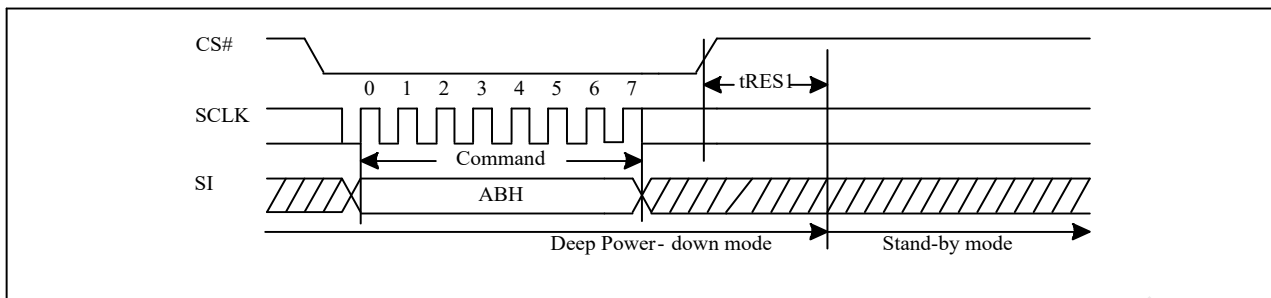 CS#
tRES1
0 1 2 3 4 5 6 7
SCLK
Command
SI
ABH
Deep Power- down mode Stand-by mode